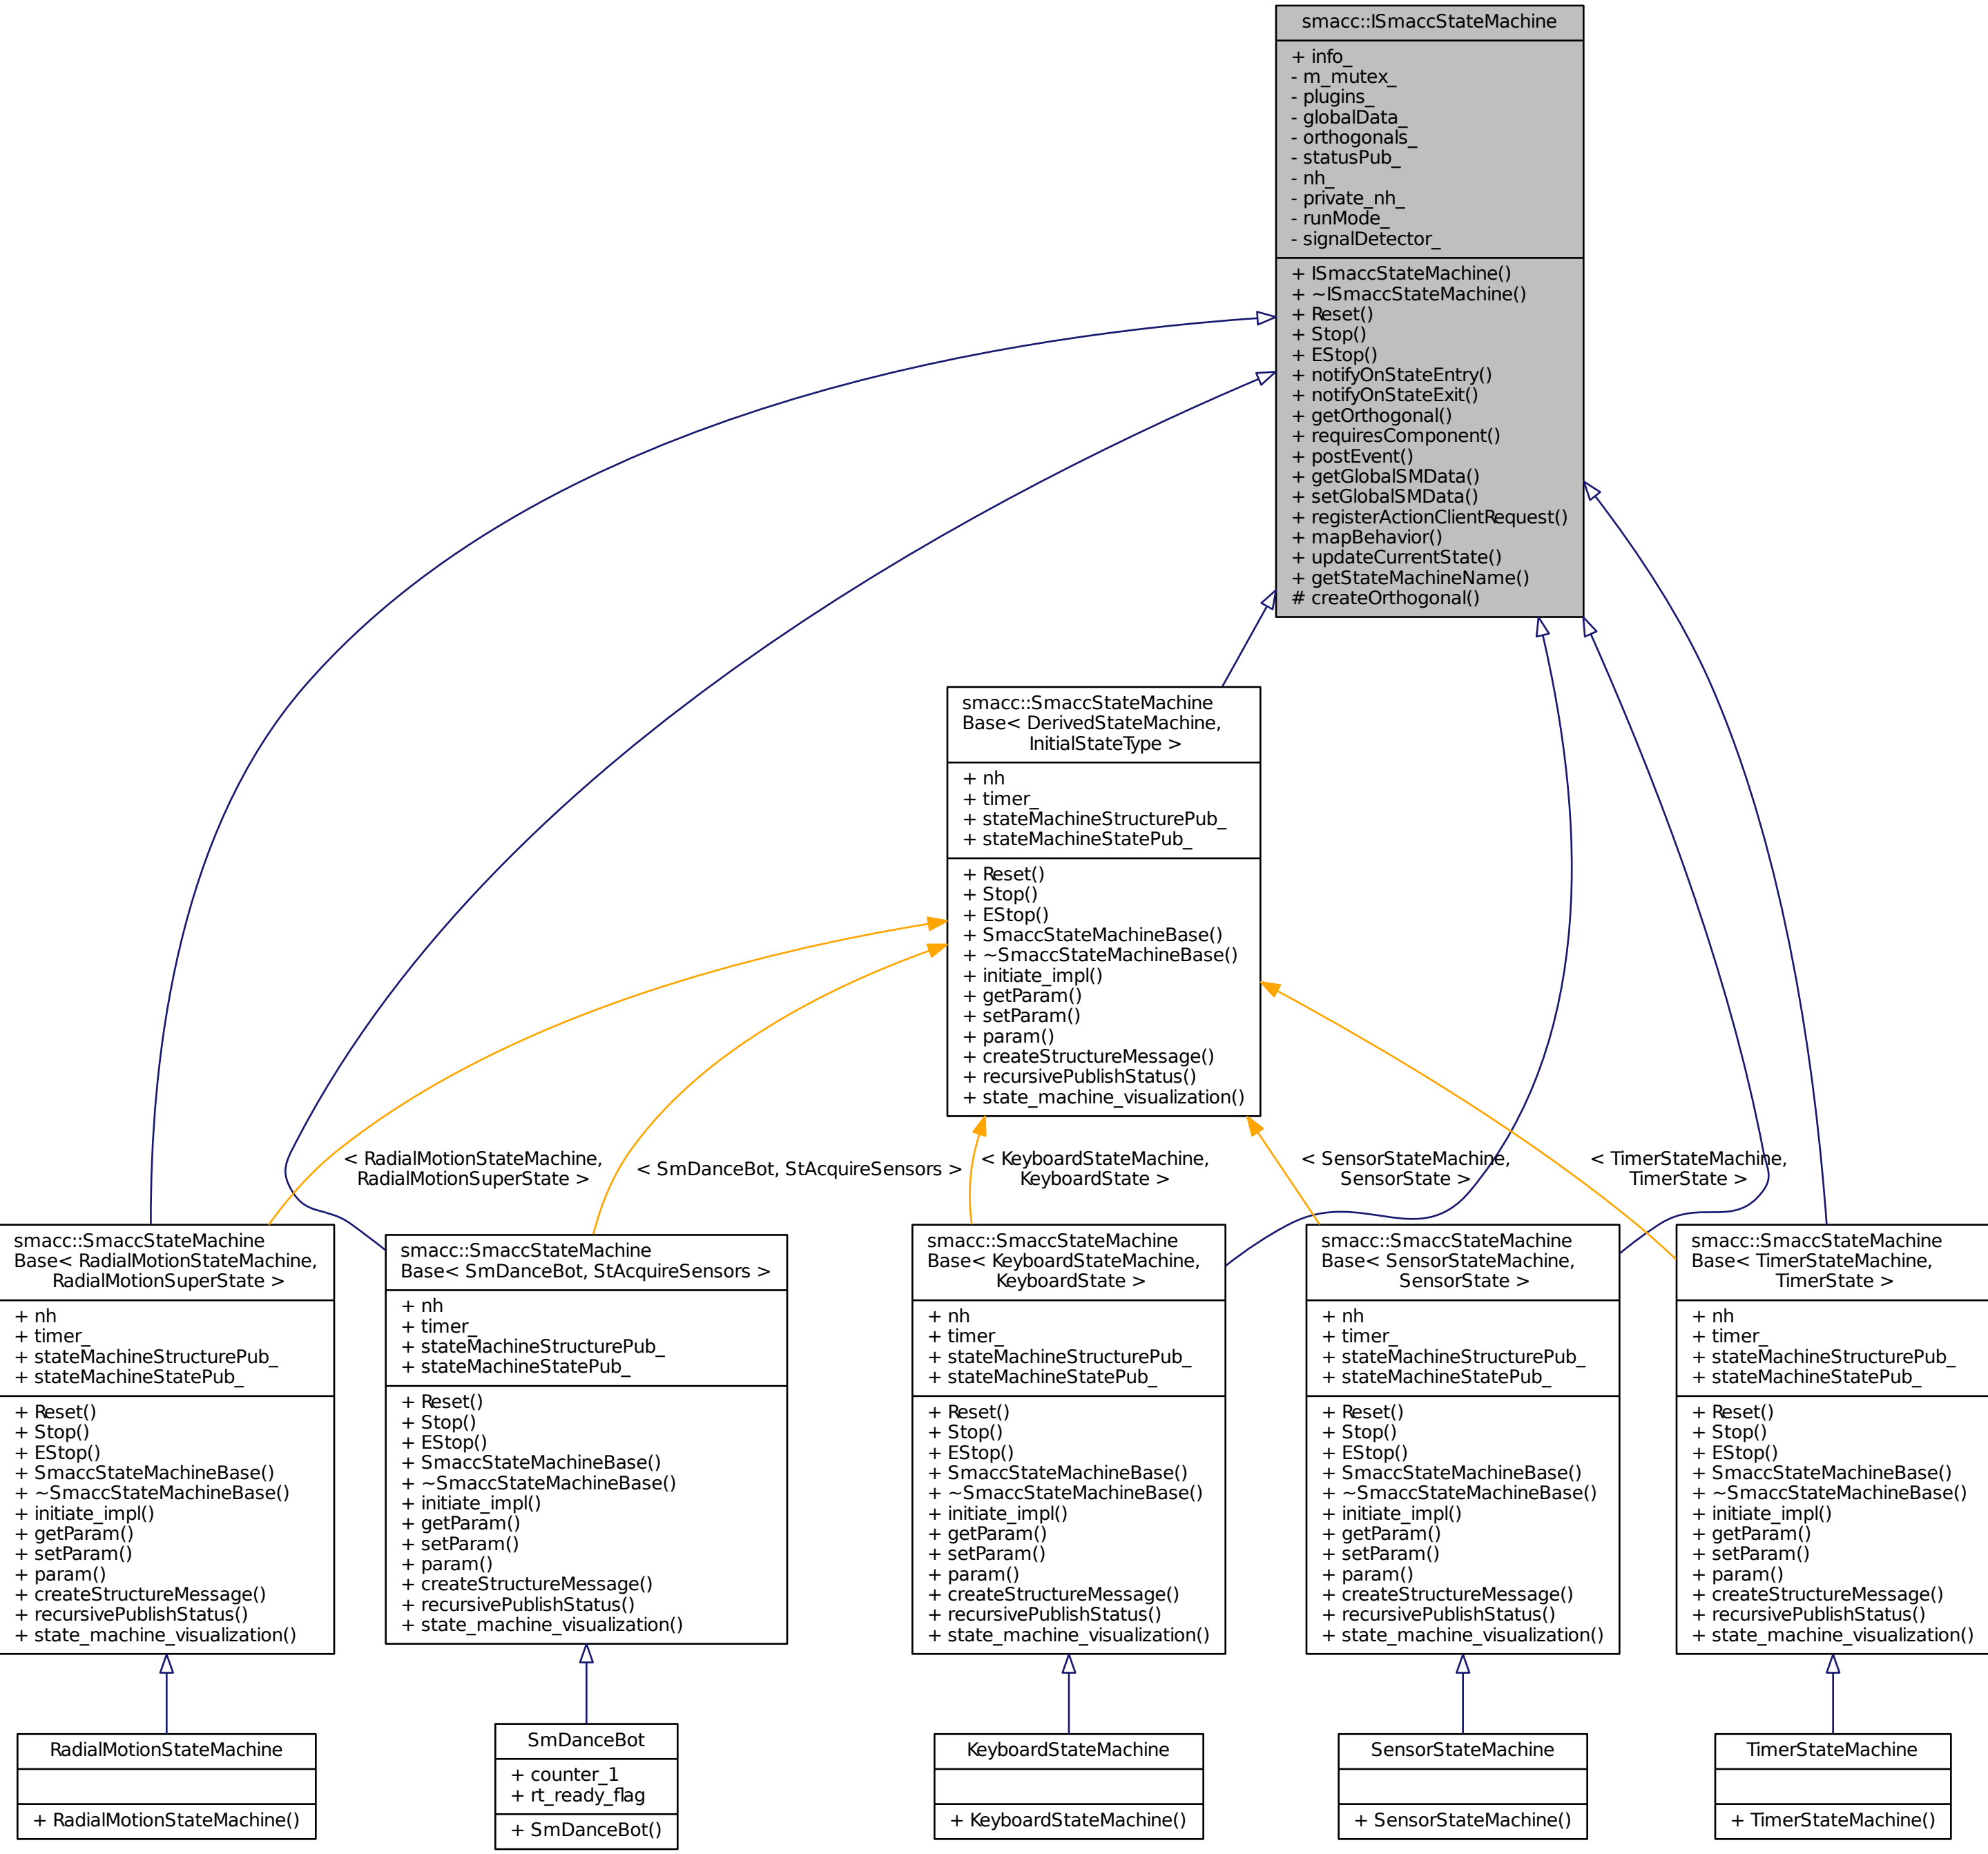 smacc::ISmaccStateMachine
+ info_
- m_mutex_
- plugins_
- globalData_
- orthogonals_
- statusPub_
- nh_
- private_nh_
- runMode_
- signalDetector_
+ ISmaccStateMachine()
+ ~ISmaccStateMachine()
+ Reset()
+ Stop()
+ EStop()
+ notifyOnStateEntry()
+ notifyOnStateExit()
+ getOrthogonal()
+ requiresComponent()
+ postEvent()
+ getGlobalSMData()
+ setGlobalSMData()
+ registerActionClientRequest()
+ mapBehavior()
+ updateCurrentState()
+ getStateMachineName()
# createOrthogonal()
smacc::SmaccStateMachine
Base< DerivedStateMachine,
InitialStateType >
+ nh
+ timer_
+ stateMachineStructurePub_
+ stateMachineStatePub_
+ Reset()
+ Stop()
+ EStop()
+ SmaccStateMachineBase()
+ ~SmaccStateMachineBase()
+ initiate_impl()
+ getParam()
+ setParam()
+ param()
+ createStructureMessage()
+ recursivePublishStatus()
+ state_machine_visualization()
< RadialMotionStateMachine,
RadialMotionSuperState >
< SmDanceBot, StAcquireSensors >
< KeyboardStateMachine,
KeyboardState >
< SensorStateMachine,
SensorState >
< TimerStateMachine,
TimerState >
smacc::SmaccStateMachine
Base< RadialMotionStateMachine,
RadialMotionSuperState >
+ nh
+ timer_
+ stateMachineStructurePub_
+ stateMachineStatePub_
+ Reset()
+ Stop()
+ EStop()
+ SmaccStateMachineBase()
+ ~SmaccStateMachineBase()
+ initiate_impl()
+ getParam()
+ setParam()
+ param()
+ createStructureMessage()
+ recursivePublishStatus()
+ state_machine_visualization()
smacc::SmaccStateMachine
Base< SmDanceBot, StAcquireSensors >
+ nh
+ timer_
+ stateMachineStructurePub_
+ stateMachineStatePub_
+ Reset()
+ Stop()
+ EStop()
+ SmaccStateMachineBase()
+ ~SmaccStateMachineBase()
+ initiate_impl()
+ getParam()
+ setParam()
+ param()
+ createStructureMessage()
+ recursivePublishStatus()
+ state_machine_visualization()
smacc::SmaccStateMachine
Base< KeyboardStateMachine,
KeyboardState >
+ nh
+ timer_
+ stateMachineStructurePub_
+ stateMachineStatePub_
+ Reset()
+ Stop()
+ EStop()
+ SmaccStateMachineBase()
+ ~SmaccStateMachineBase()
+ initiate_impl()
+ getParam()
+ setParam()
+ param()
+ createStructureMessage()
+ recursivePublishStatus()
+ state_machine_visualization()
smacc::SmaccStateMachine
Base< SensorStateMachine,
SensorState >
+ nh
+ timer_
+ stateMachineStructurePub_
+ stateMachineStatePub_
+ Reset()
+ Stop()
+ EStop()
+ SmaccStateMachineBase()
+ ~SmaccStateMachineBase()
+ initiate_impl()
+ getParam()
+ setParam()
+ param()
+ createStructureMessage()
+ recursivePublishStatus()
+ state_machine_visualization()
smacc::SmaccStateMachine
Base< TimerStateMachine,
TimerState >
+ nh
+ timer_
+ stateMachineStructurePub_
+ stateMachineStatePub_
+ Reset()
+ Stop()
+ EStop()
+ SmaccStateMachineBase()
+ ~SmaccStateMachineBase()
+ initiate_impl()
+ getParam()
+ setParam()
+ param()
+ createStructureMessage()
+ recursivePublishStatus()
+ state_machine_visualization()
RadialMotionStateMachine
+ RadialMotionStateMachine()
SmDanceBot
+ counter_1
+ rt_ready_flag
+ SmDanceBot()
KeyboardStateMachine
+ KeyboardStateMachine()
SensorStateMachine
+ SensorStateMachine()
TimerStateMachine
+ TimerStateMachine()